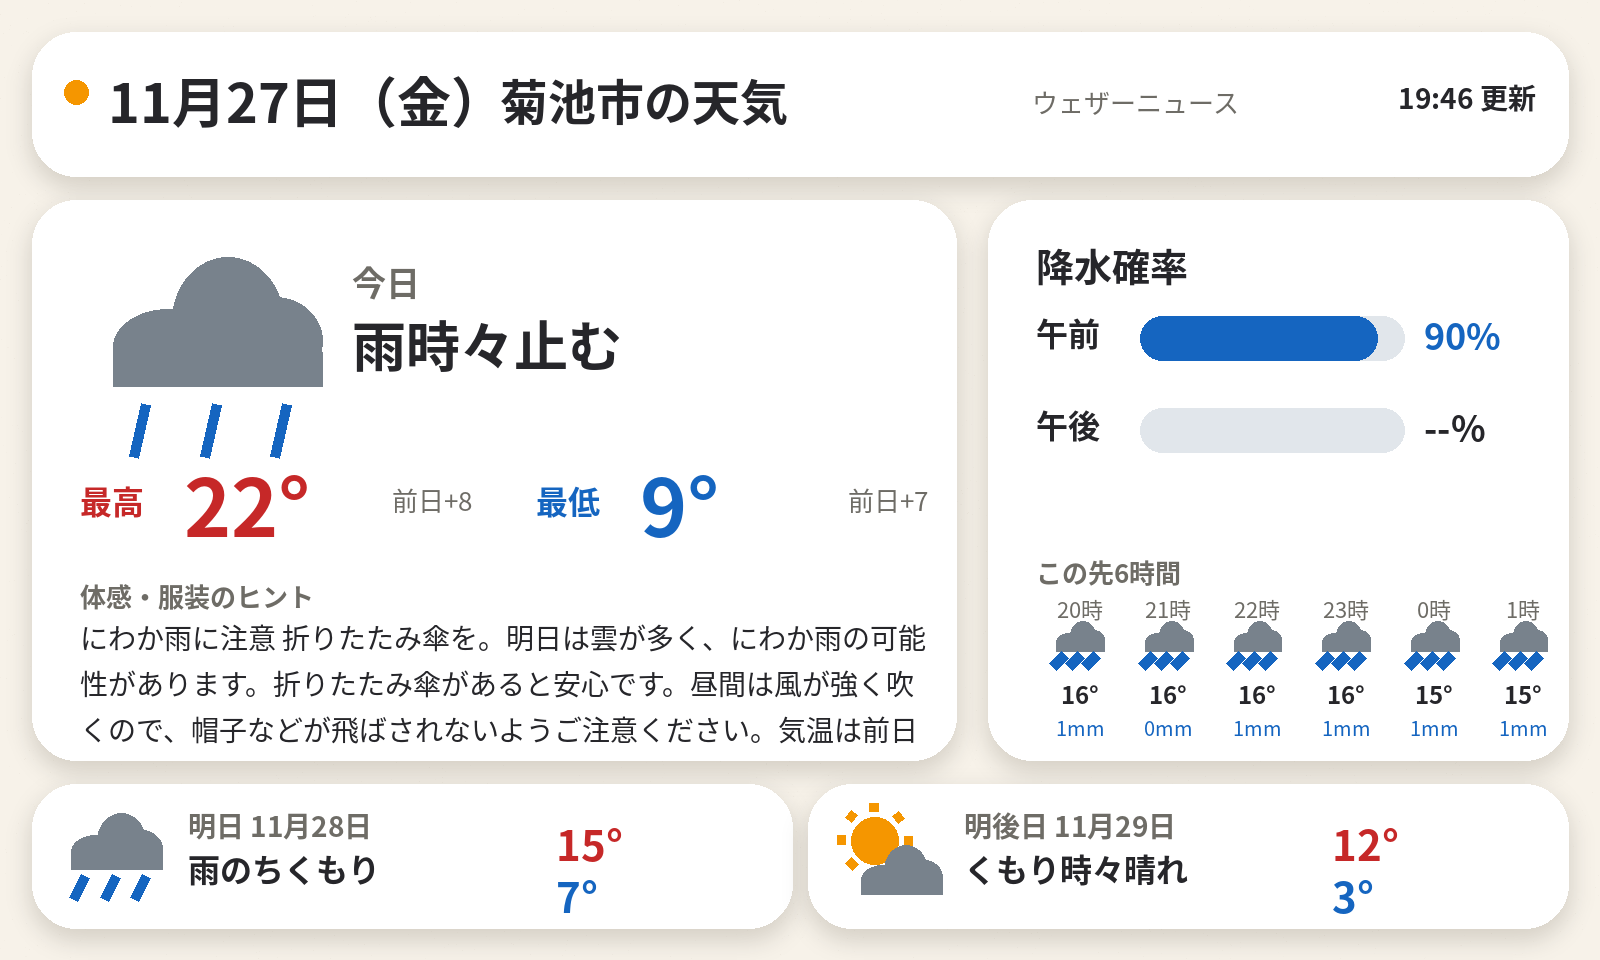 11月27日（金）菊池市の天気
ウェザーニュース
19:46 更新
今日
雨時々止む
最高 22° 前日+8 最低 9° 前日+7
体感・服装のヒント
にわか雨に注意 折りたたみ傘を。明日は雲が多く、にわか雨の可能
性があります。折りたたみ傘があると安心です。昼間は風が強く吹
くので、帽子などが飛ばされないようご注意ください。気温は前日
降水確率
午前 90%
午後 --%
この先6時間
20時 21時 22時 23時 0時 1時
16° 16° 16° 16° 15° 15°
1mm 0mm 1mm 1mm 1mm 1mm
明日 11月28日
雨のちくもり
15°
7°
明後日 11月29日
くもり時々晴れ
12°
3°